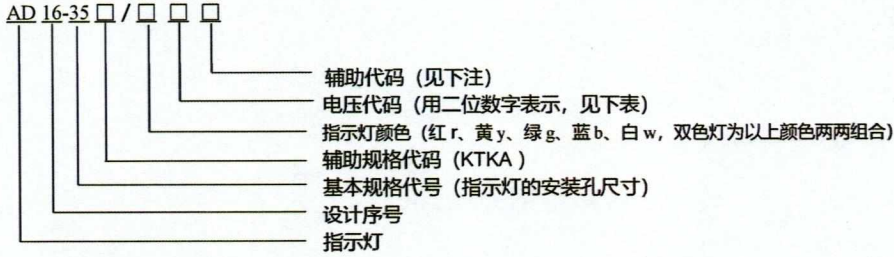 AD 16-35□/□ □ □
辅助代码（见下注）
电压代码（用二位数字表示，见下表）
指示灯颜色（红 r、黄 y、绿 g、蓝 b、白 w，双色灯为以上颜色两两组合）
辅助规格代码（KTKA ）
基本规格代号（指示灯的安装孔尺寸）
设计序号
指示灯